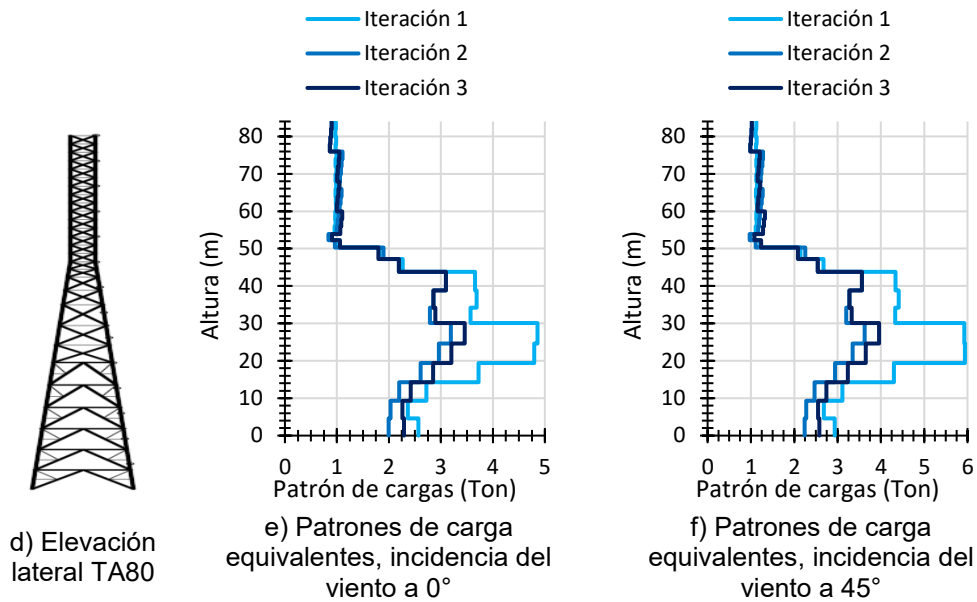 Iteración 1
Iteración 2
Iteración 3
Altura (m)
80
70
60
50
40
30
20
10
0
0 1 2 3 4 5
Patrón de cargas (Ton)
Iteración 1
Iteración 2
Iteración 3
Altura (m)
80
70
60
50
40
30
20
10
0
0 1 2 3 4 5 6
Patrón de cargas (Ton)
d) Elevación
lateral TA80
e) Patrones de carga
equivalentes, incidencia del
viento a 0°
f) Patrones de carga
equivalentes, incidencia del
viento a 45°